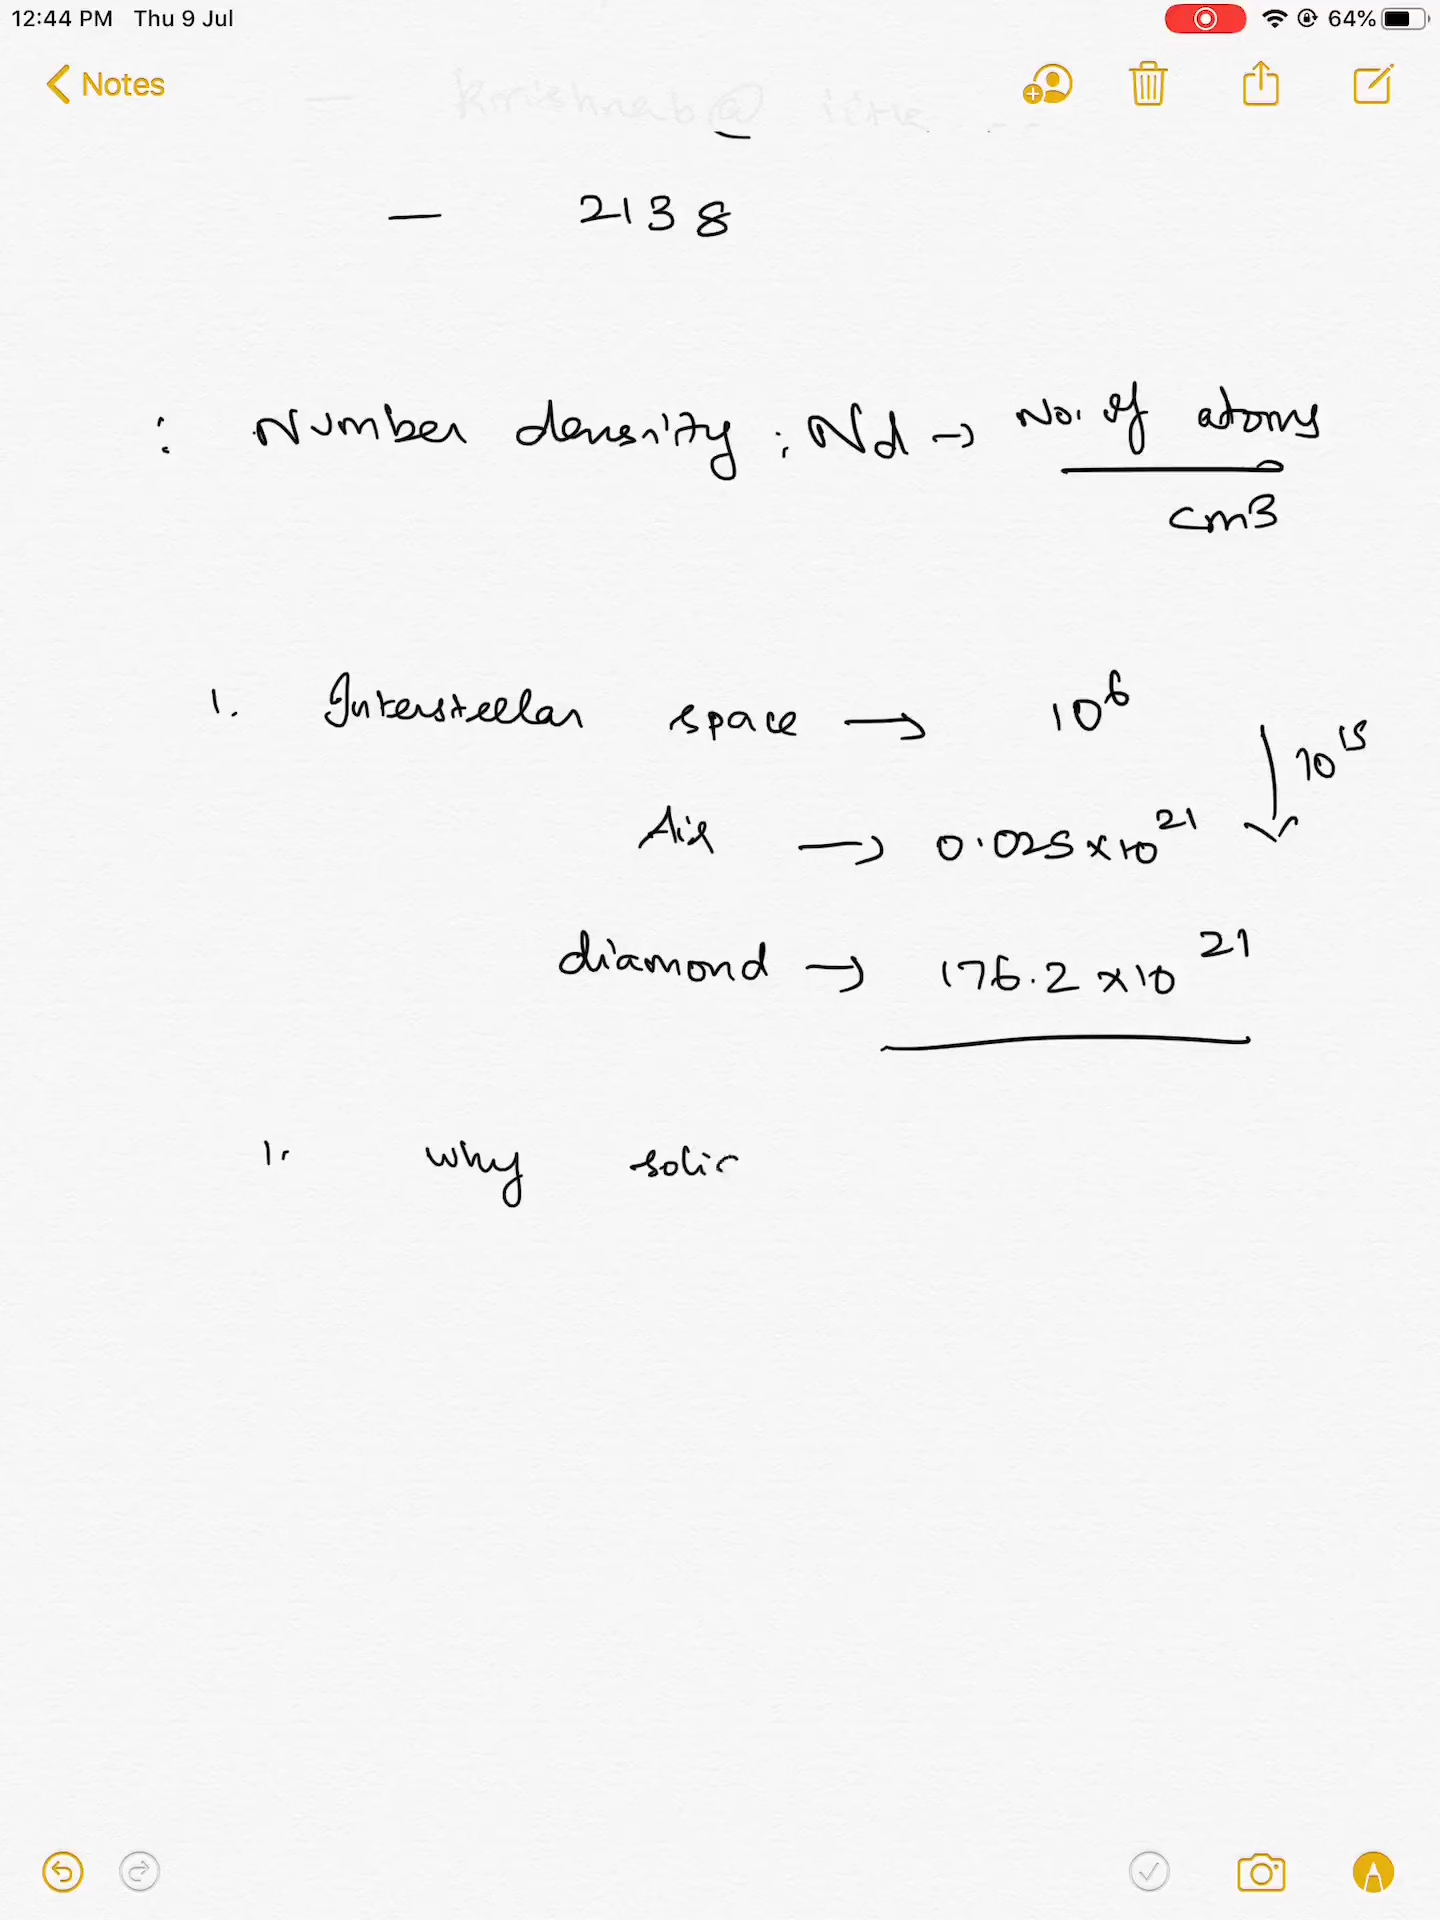 12:44 PM Thu 9 Jul 64%
Notes
— 2138
: Number density : Nd → No. of atoms
cm3
1. Interstellar space → 10^6
↓ 10^15
Air → 0.025 x 10^21
diamond → 176.2 x 10^21
1. why solid